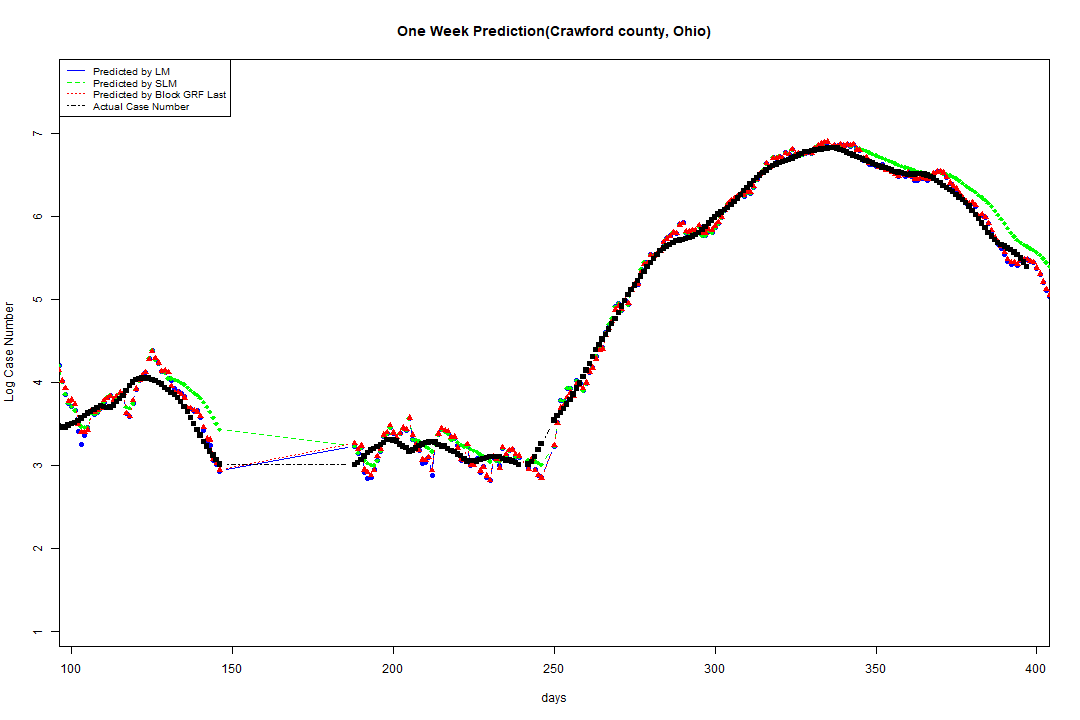 One Week Prediction(Crawford county, Ohio)
Predicted by LM
Predicted by SLM
Predicted by Block GRF Last
Actual Case Number
7
6
5
4
3
2
1
Log Case Number
100 150 200 250 300 350 400
days